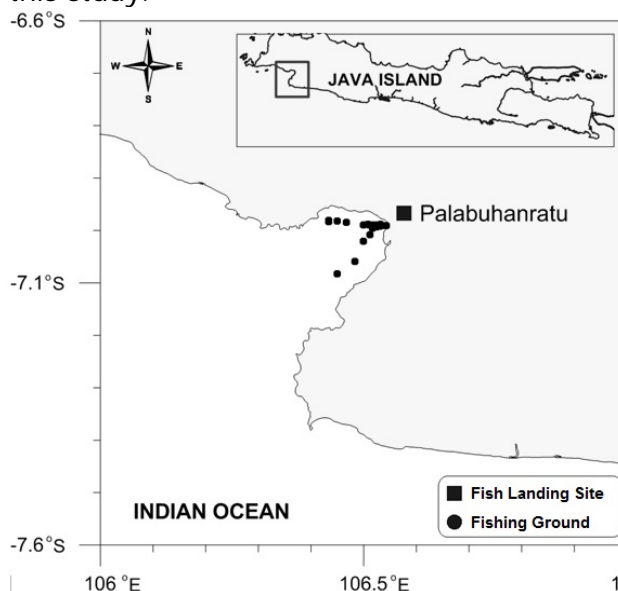 -6.6°S
N
W E
S
JAVA ISLAND
Palabuhanratu
-7.1°S
INDIAN OCEAN
Fish Landing Site
Fishing Ground
-7.6°S
106 °E
106.5°E